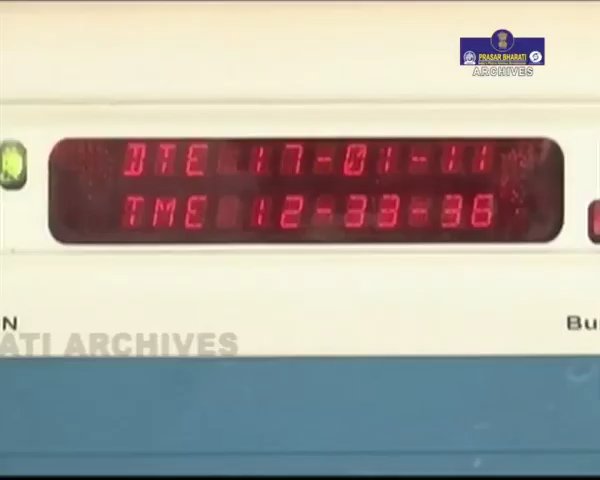 PRASAR BHARATI
ARCHIVES
DTE 17-01-11
TME 12-33-36
N
Bu
ATI ARCHIVES